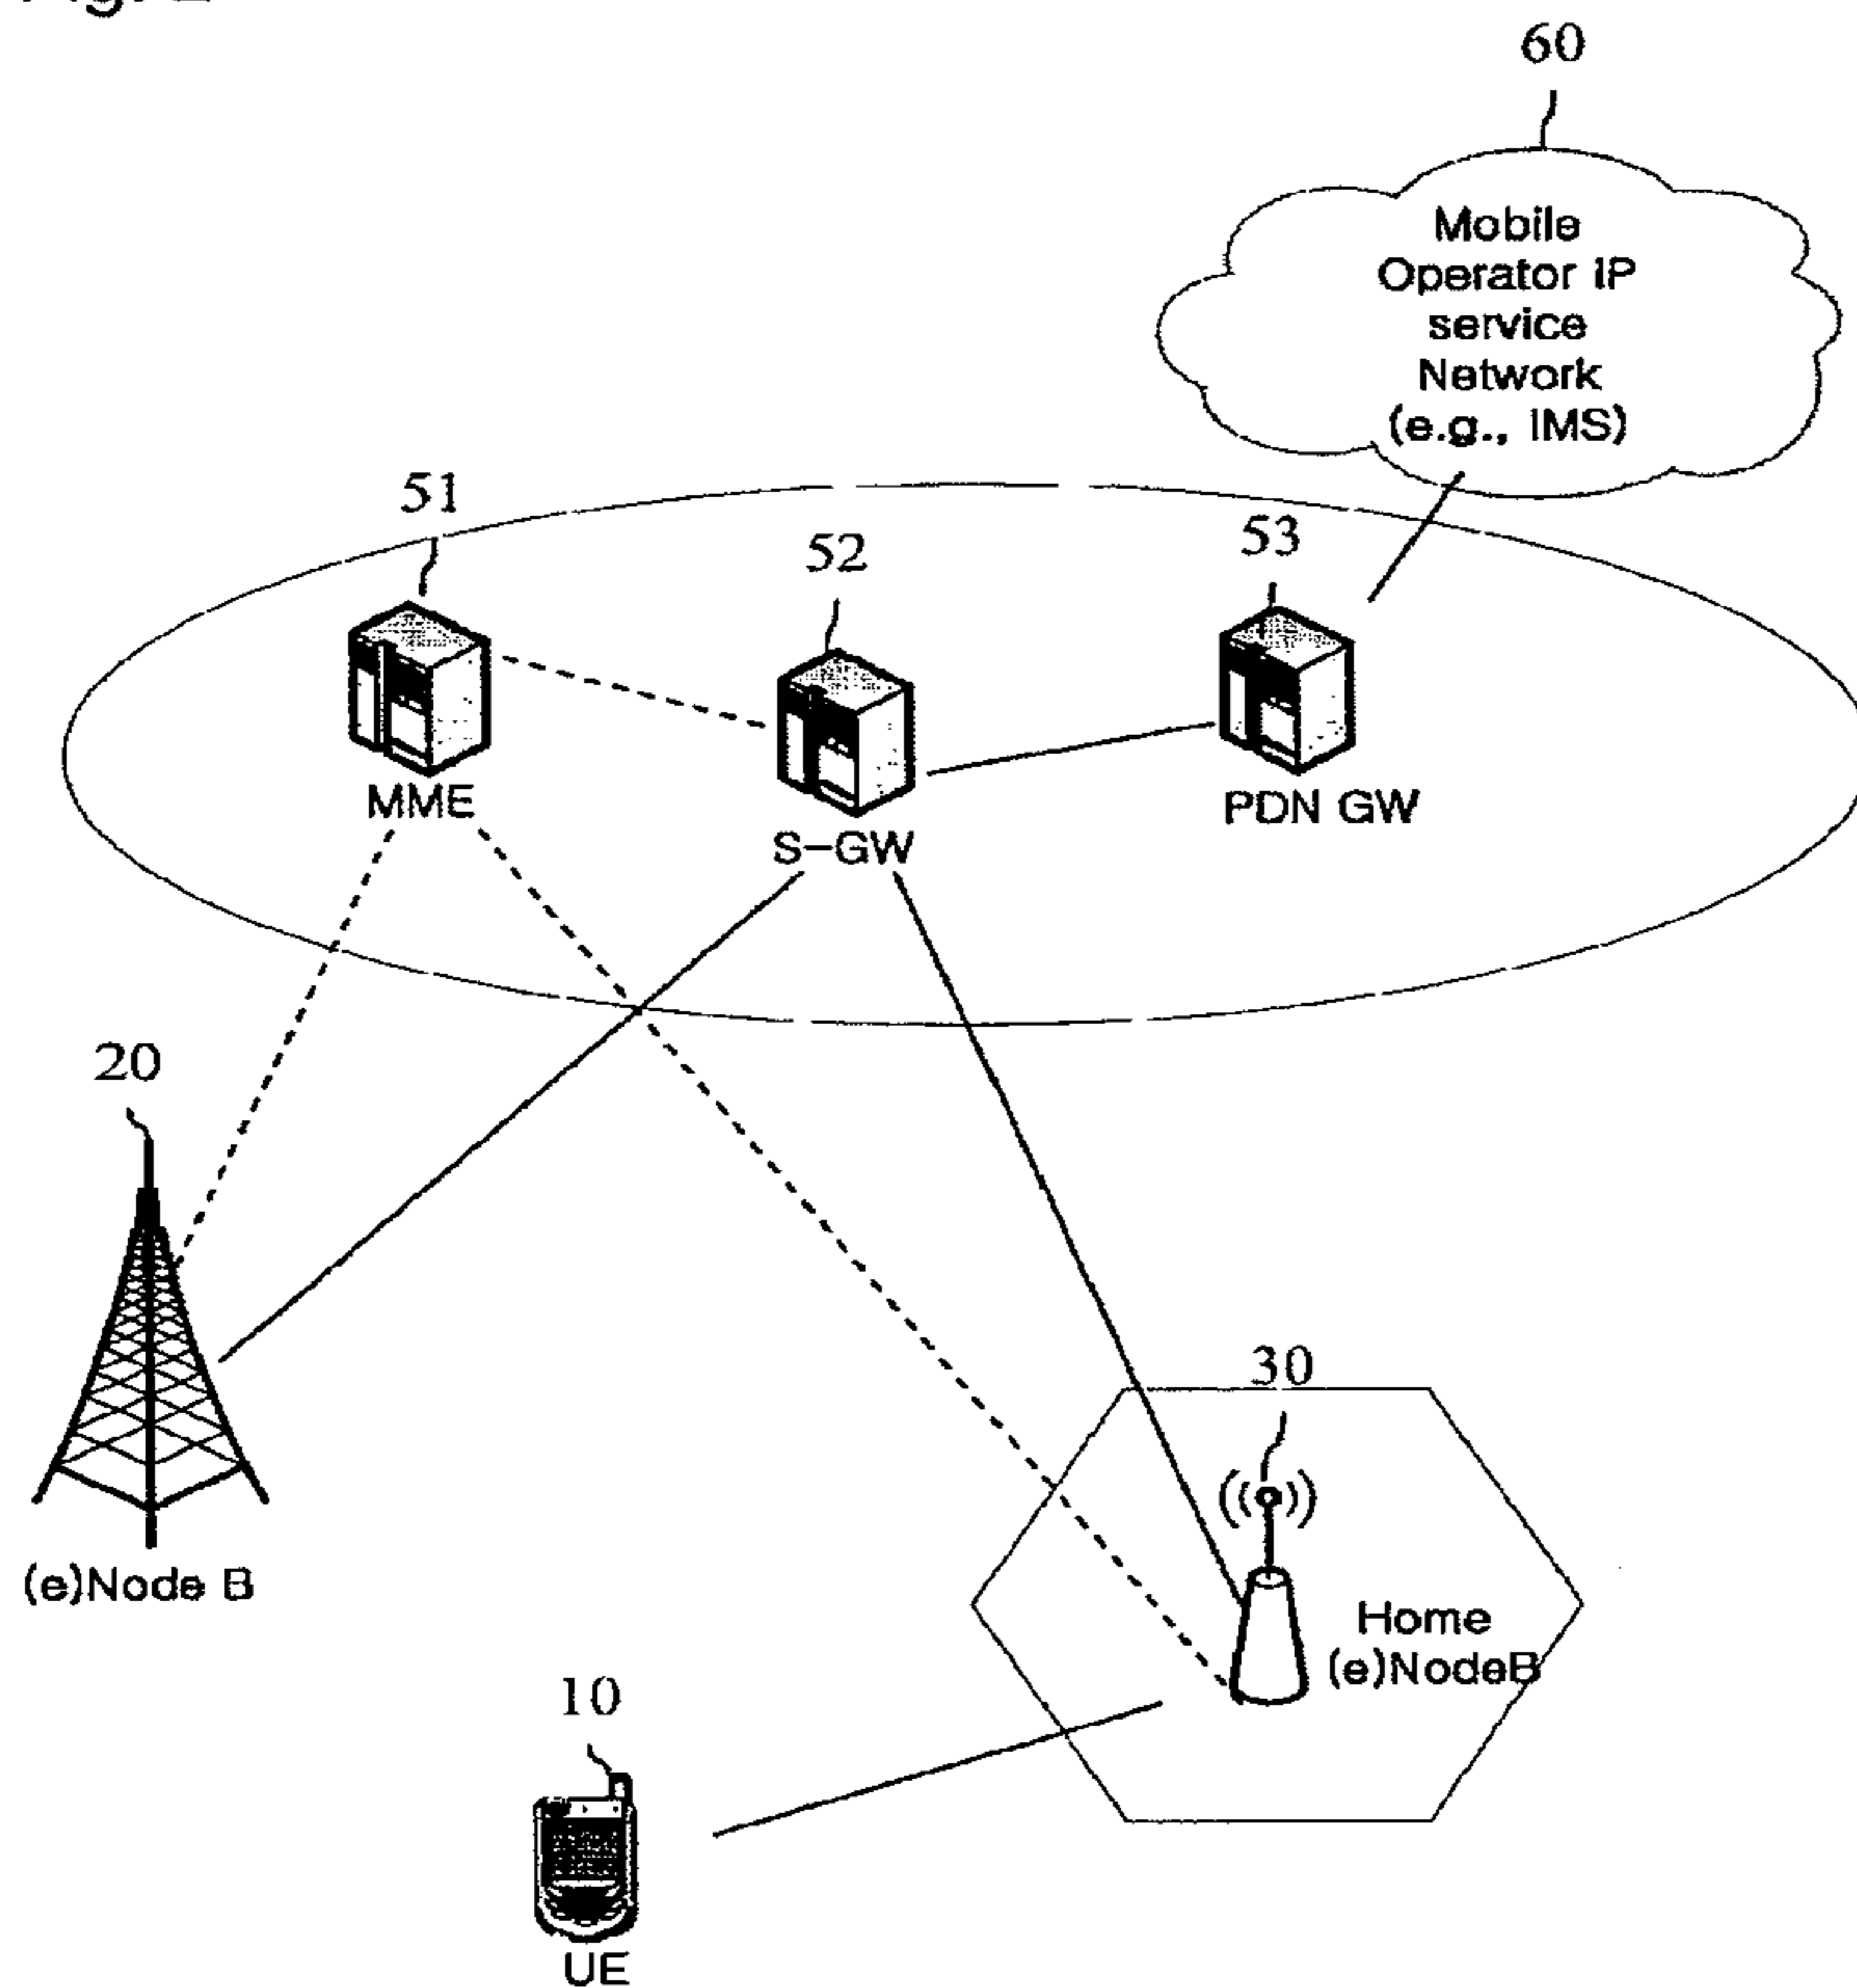 60
Mobile
Operator IP
service
Network
(e.g., IMS)
51
52
53
MME
S-GW
PDN GW
20
30
(e)Node B
Home
(e)NodeB
10
UE